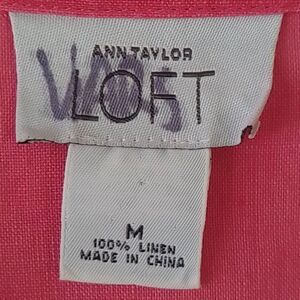 ANN TAYLOR
LOFT
M
100% LINEN
MADE IN CHINA